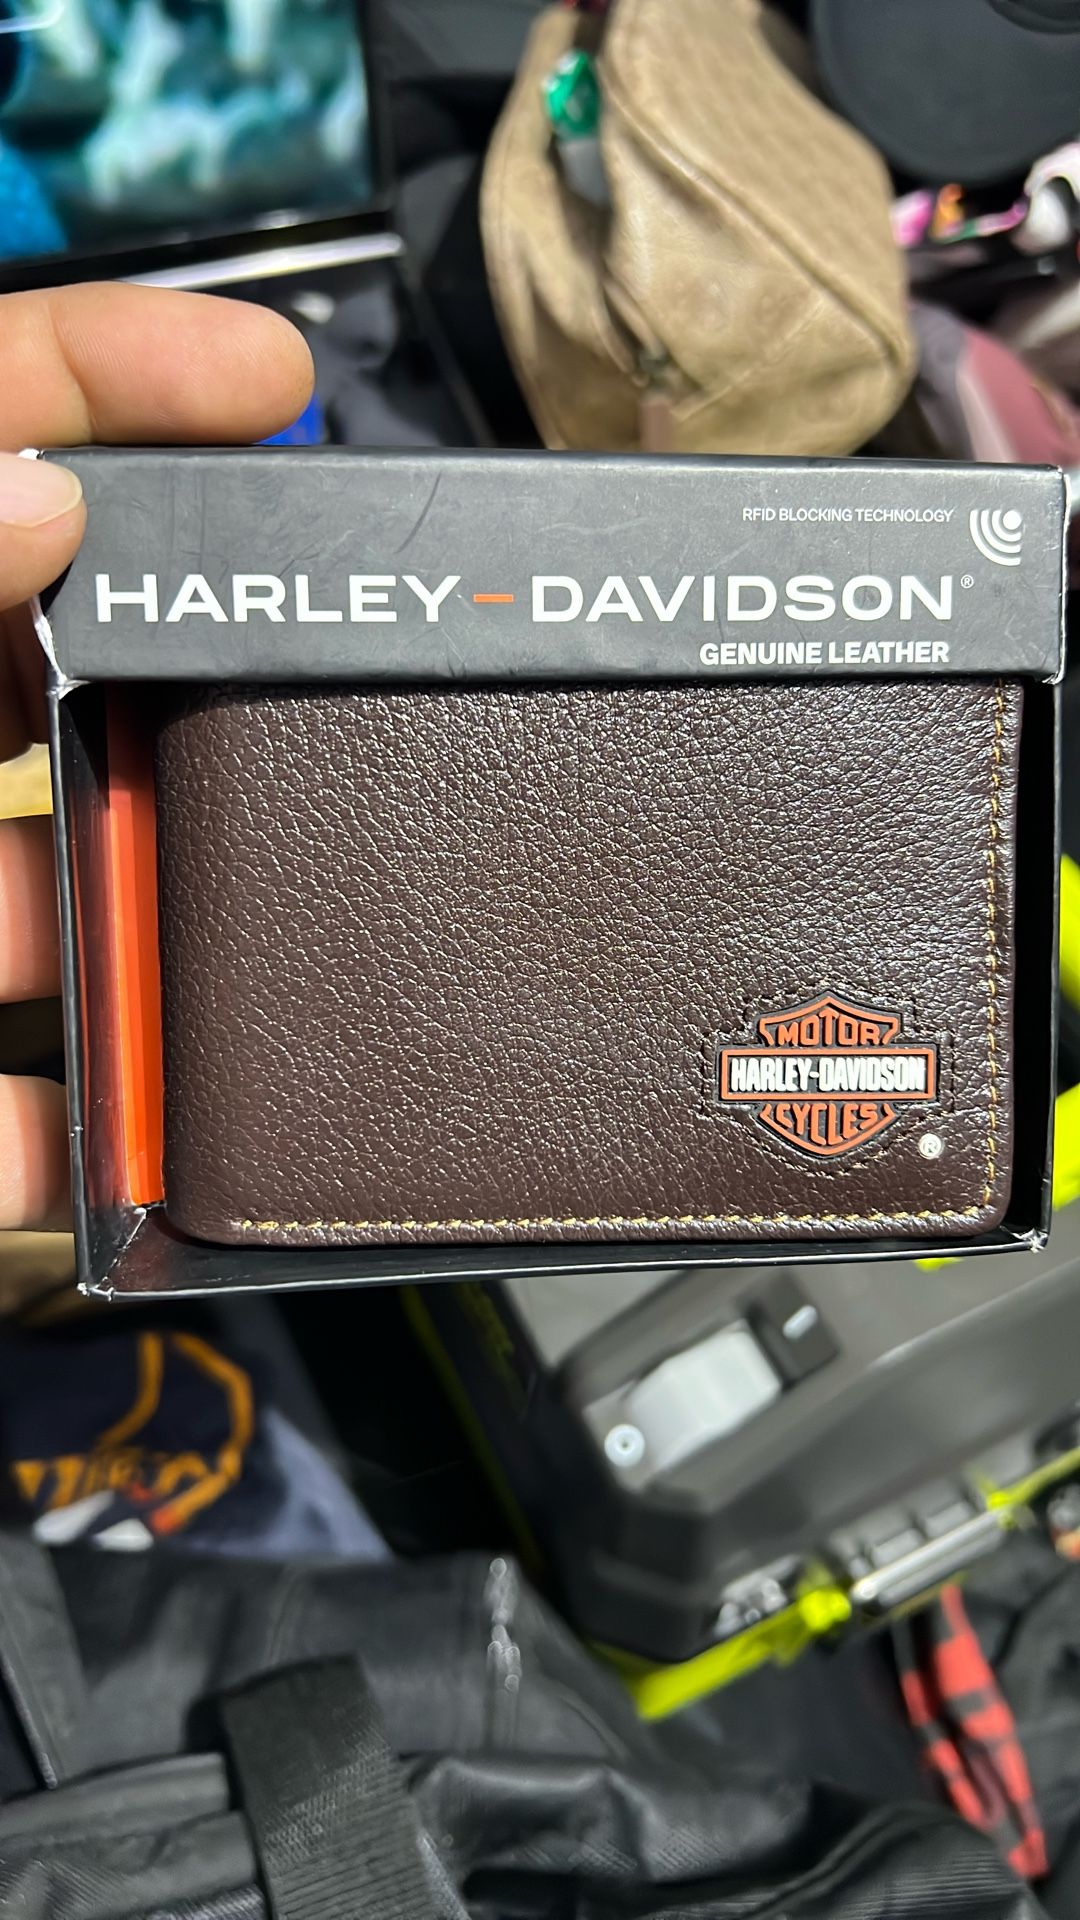 RFID BLOCKING TECHNOLOGY
HARLEY-DAVIDSON®
GENUINE LEATHER
MOTOR
HARLEY-DAVIDSON
CYCLES
®